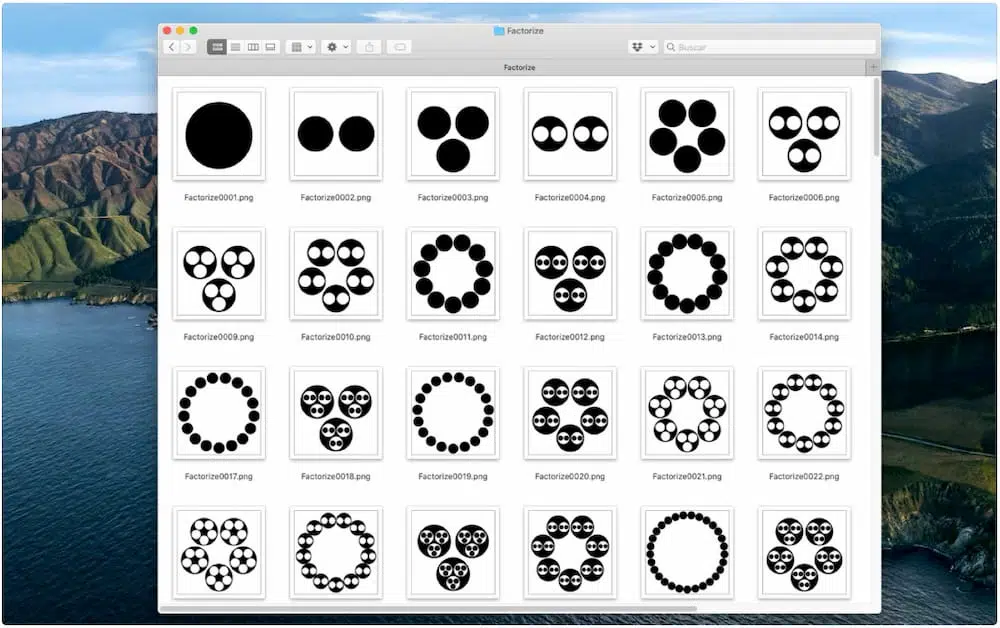 Factorize
Buscar
Factorize
Factorize0001.png
Factorize0002.png
Factorize0003.png
Factorize0004.png
Factorize0005.png
Factorize0006.png
Factorize0009.png
Factorize0010.png
Factorize0011.png
Factorize0012.png
Factorize0013.png
Factorize0014.png
Factorize0017.png
Factorize0018.png
Factorize0019.png
Factorize0020.png
Factorize0021.png
Factorize0022.png